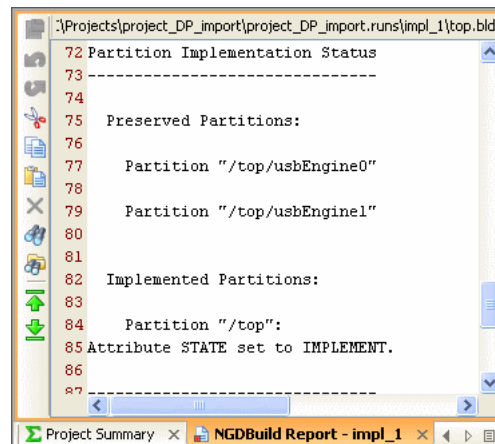 :\Projects\project_DP_import\project_DP_import.runs\impl_1\top.bld
72 Partition Implementation Status
73 -------------------------------
74
75 Preserved Partitions:
76
77 Partition "/top/usbEngine0"
78
79 Partition "/top/usbEngine1"
80
81
82 Implemented Partitions:
83
84 Partition "/top":
85 Attribute STATE set to IMPLEMENT.
86
87 -------------------------------
Project Summary
NGDBuild Report - impl_1